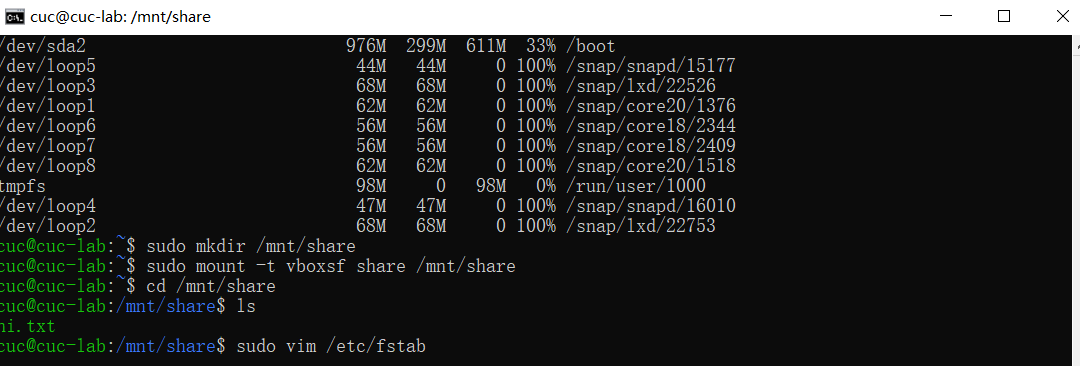 cuc@cuc-lab: /mnt/share
/dev/sda2 976M 299M 611M 33% /boot
/dev/loop5 44M 44M 0 100% /snap/snapd/15177
/dev/loop3 68M 68M 0 100% /snap/lxd/22526
/dev/loop1 62M 62M 0 100% /snap/core20/1376
/dev/loop6 56M 56M 0 100% /snap/core18/2344
/dev/loop7 56M 56M 0 100% /snap/core18/2409
/dev/loop8 62M 62M 0 100% /snap/core20/1518
tmpfs 98M 0 98M 0% /run/user/1000
/dev/loop4 47M 47M 0 100% /snap/snapd/16010
/dev/loop2 68M 68M 0 100% /snap/lxd/22753
cuc@cuc-lab:~$ sudo mkdir /mnt/share
cuc@cuc-lab:~$ sudo mount -t vboxsf share /mnt/share
cuc@cuc-lab:~$ cd /mnt/share
cuc@cuc-lab:/mnt/share$ ls
hi.txt
cuc@cuc-lab:/mnt/share$ sudo vim /etc/fstab